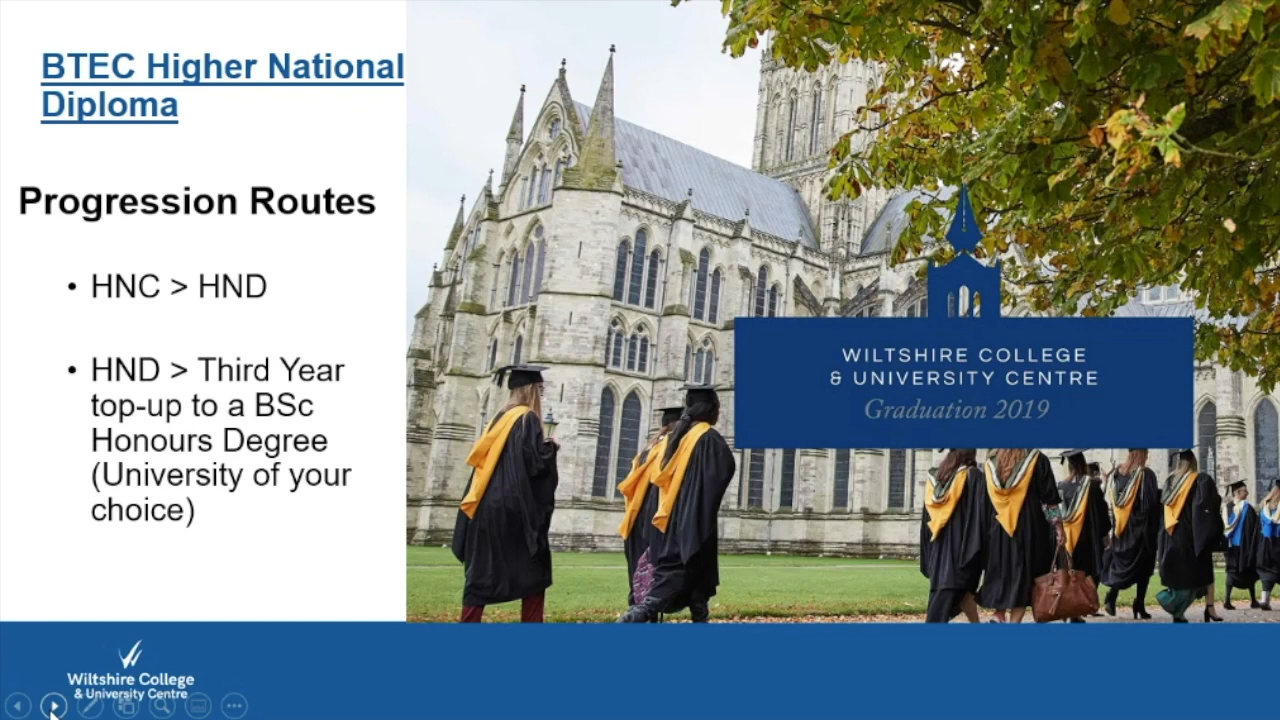 BTEC Higher National
Diploma
Progression Routes
• HNC > HND
• HND > Third Year
top-up to a BSc
Honours Degree
(University of your
choice)
WILTSHIRE COLLEGE
& UNIVERSITY CENTRE
Graduation 2019
Wiltshire College
& University Centre